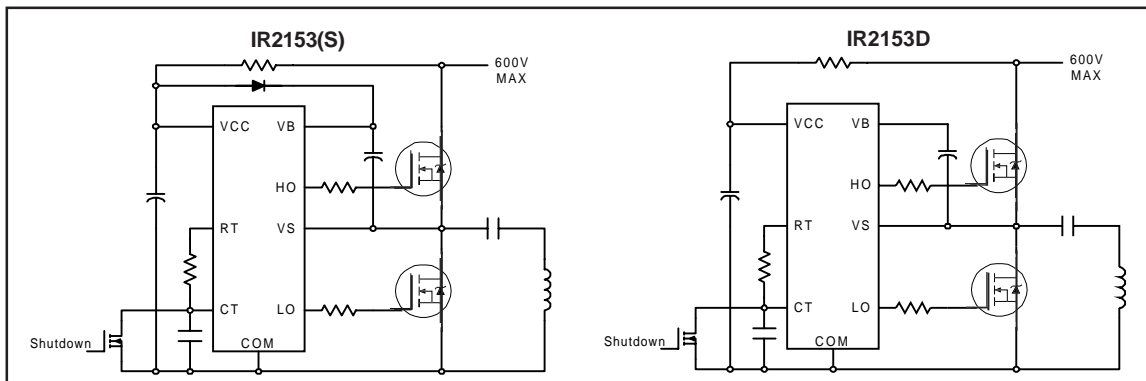 IR2153(S)
600V
MAX
VCC
VB
HO
RT
VS
CT
LO
COM
Shutdown
IR2153D
600V
MAX
VCC
VB
HO
RT
VS
CT
LO
COM
Shutdown